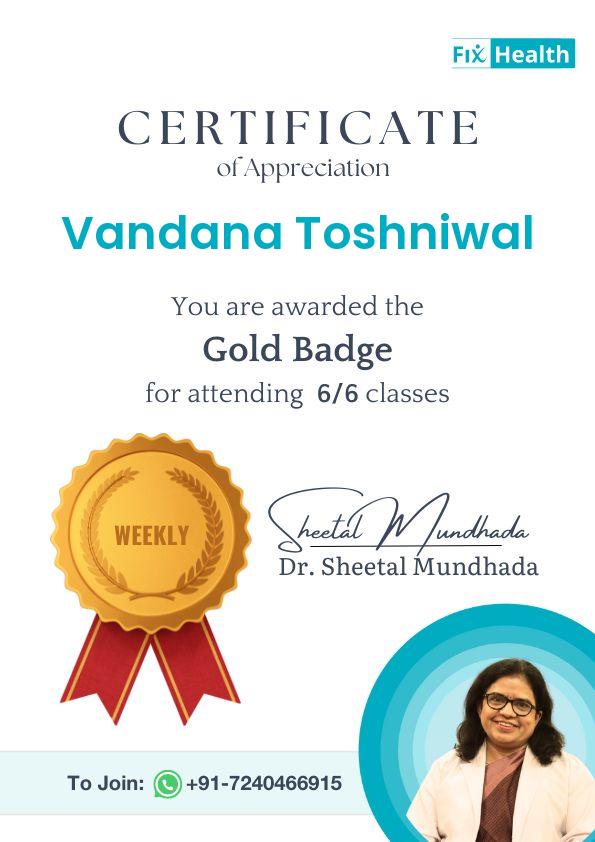 Fix Health
CERTIFICATE
of Appreciation
Vandana Toshniwal
You are awarded the
Gold Badge
for attending 6/6 classes
WEEKLY
Sheetal Mundhada
Dr. Sheetal Mundhada
To Join: +91-7240466915